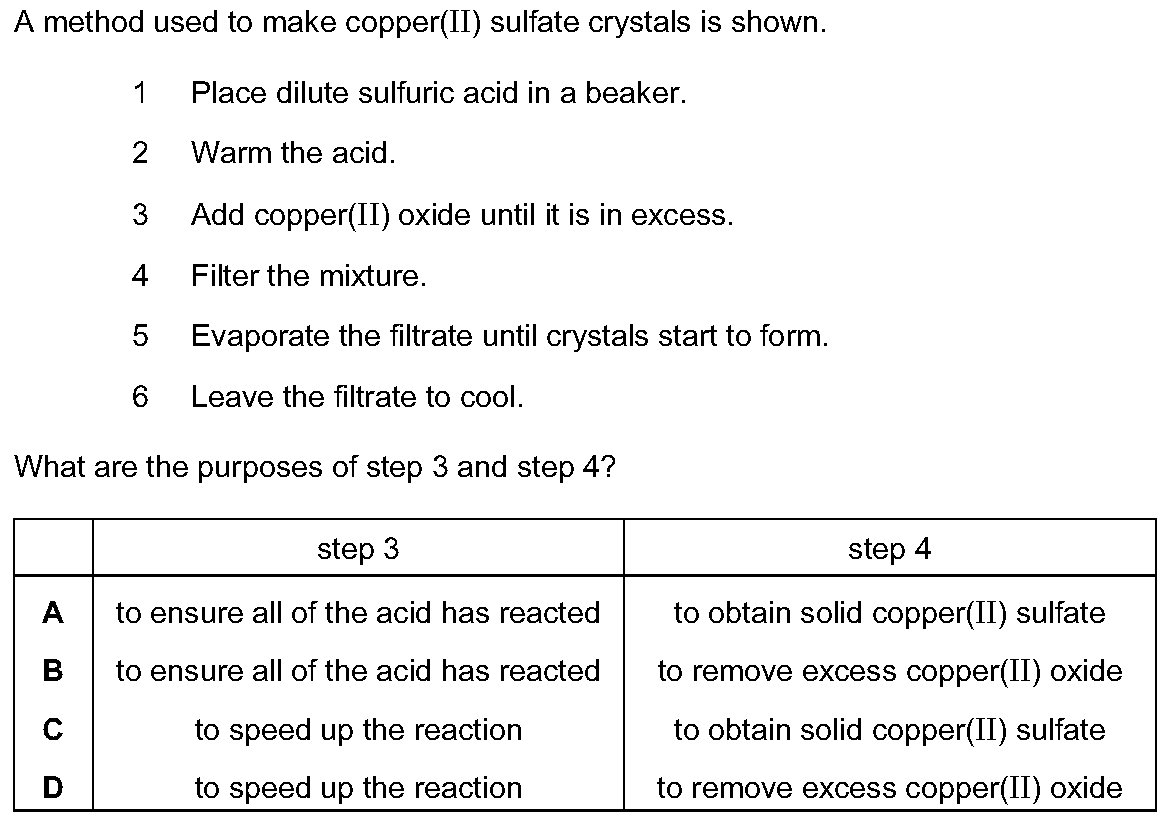 A method used to make copper(II) sulfate crystals is shown.
1 Place dilute sulfuric acid in a beaker.
2 Warm the acid.
3 Add copper(II) oxide until it is in excess.
4 Filter the mixture.
5 Evaporate the filtrate until crystals start to form.
6 Leave the filtrate to cool.
What are the purposes of step 3 and step 4?
step 3 step 4
A to ensure all of the acid has reacted to obtain solid copper(II) sulfate
B to ensure all of the acid has reacted to remove excess copper(II) oxide
C to speed up the reaction to obtain solid copper(II) sulfate
D to speed up the reaction to remove excess copper(II) oxide